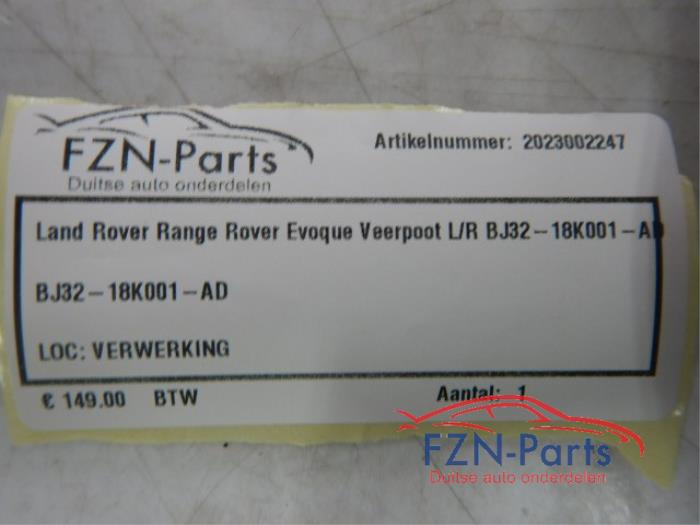 FZN-Parts
Duitse auto onderdelen
Artikelnummer: 2023002247
Land Rover Range Rover Evoque Veerpoot L/R BJ32-18K001-AD
BJ32-18K001-AD
LOC: VERWERKING
€ 149.00 BTW
Aantal: 1
FZN-Parts
Duitse auto onderdelen